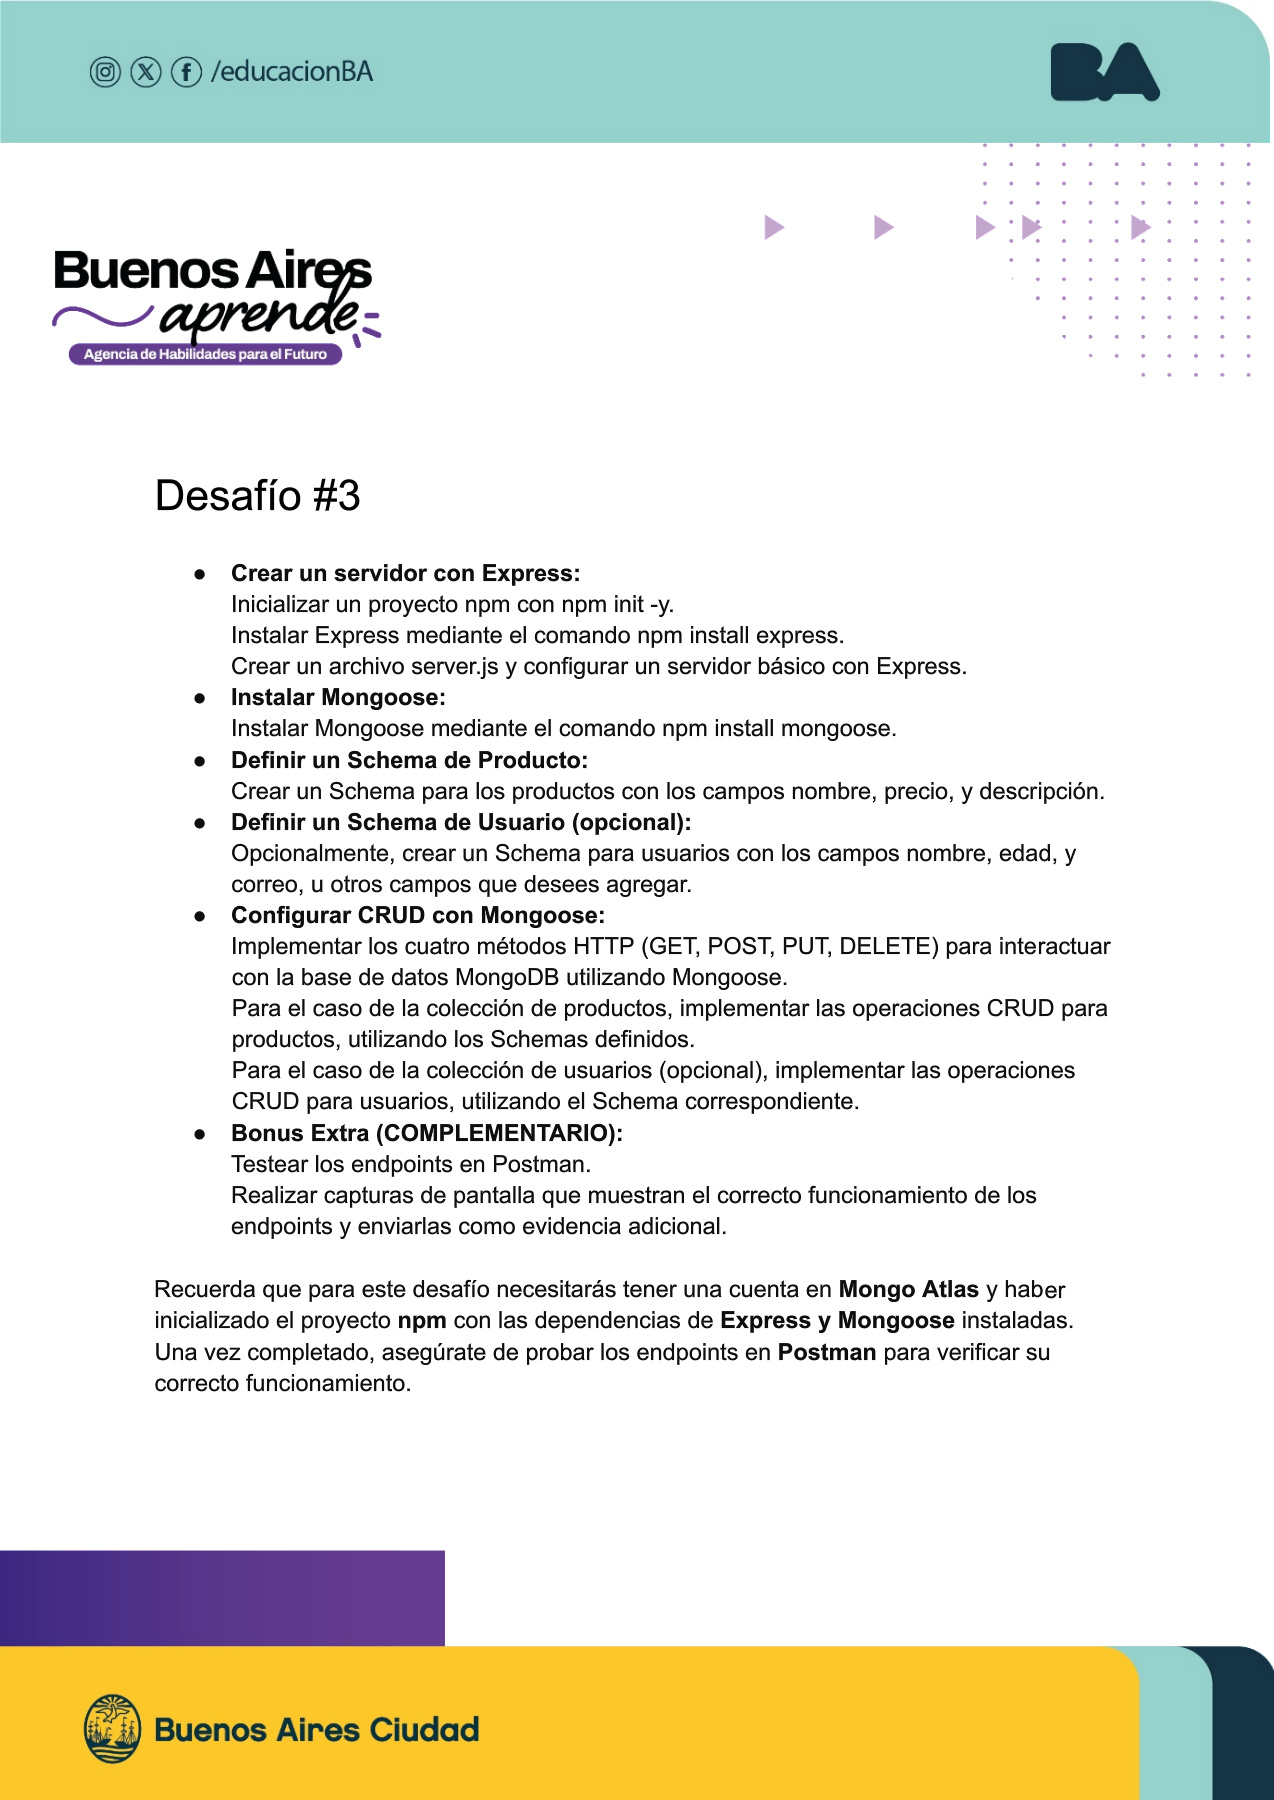 /educacionBA
BA
Buenos Aires
aprende
Agencia de Habilidades para el Futuro
Desafío #3
● Crear un servidor con Express:
Inicializar un proyecto npm con npm init -y.
Instalar Express mediante el comando npm install express.
Crear un archivo server.js y configurar un servidor básico con Express.
● Instalar Mongoose:
Instalar Mongoose mediante el comando npm install mongoose.
● Definir un Schema de Producto:
Crear un Schema para los productos con los campos nombre, precio, y descripción.
● Definir un Schema de Usuario (opcional):
Opcionalmente, crear un Schema para usuarios con los campos nombre, edad, y
correo, u otros campos que desees agregar.
● Configurar CRUD con Mongoose:
Implementar los cuatro métodos HTTP (GET, POST, PUT, DELETE) para interactuar
con la base de datos MongoDB utilizando Mongoose.
Para el caso de la colección de productos, implementar las operaciones CRUD para
productos, utilizando los Schemas definidos.
Para el caso de la colección de usuarios (opcional), implementar las operaciones
CRUD para usuarios, utilizando el Schema correspondiente.
● Bonus Extra (COMPLEMENTARIO):
Testear los endpoints en Postman.
Realizar capturas de pantalla que muestran el correcto funcionamiento de los
endpoints y enviarlas como evidencia adicional.
Recuerda que para este desafío necesitarás tener una cuenta en Mongo Atlas y haber
inicializado el proyecto npm con las dependencias de Express y Mongoose instaladas.
Una vez completado, asegúrate de probar los endpoints en Postman para verificar su
correcto funcionamiento.
Buenos Aires Ciudad